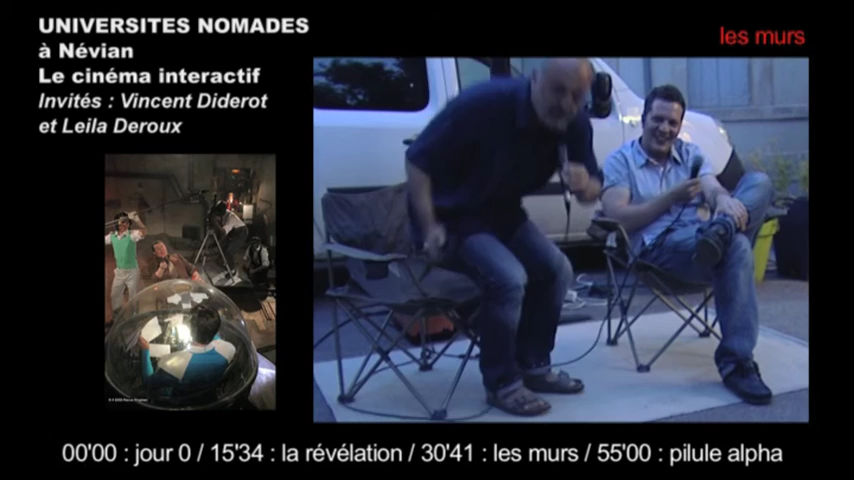 UNIVERSITES NOMADES
à Névian
Le cinéma interactif
Invités : Vincent Diderot
et Leila Deroux
les murs
00'00 : jour 0 / 15'34 : la révélation / 30'41 : les murs / 55'00 : pilule alpha